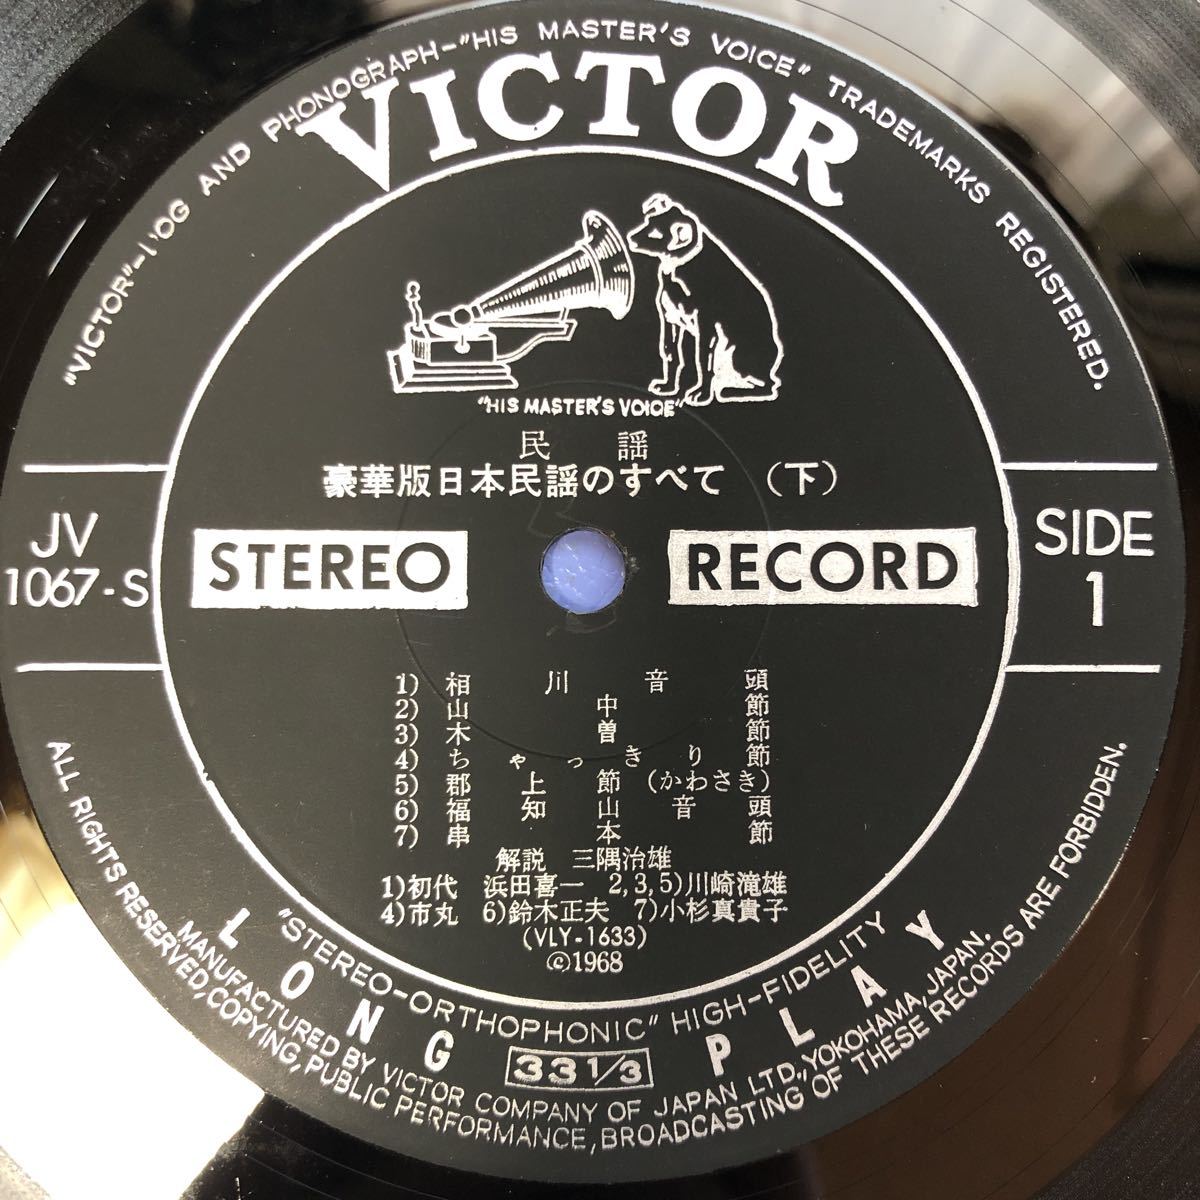 "VICTOR"-DOG AND PHONOGRAPH-"HIS MASTER'S VOICE" TRADEMARKS REGISTERED.
VICTOR
"HIS MASTER'S VOICE"
民謡
豪華版日本民謡のすべて (下)
JV
1067-S
STEREO
RECORD
SIDE
1
1) 相川音頭
2) 山中節
3) 木曽節
4) ちゃっきり節
5) 郡上節(かわさき)
6) 福知山音頭
7) 串本節
解説 三隅治雄
1)初代 浜田喜一 2,3,5)川崎滝雄
4)市丸 6)鈴木正夫 7)小杉真貴子
(VLY-1633)
©1968
"STEREO-ORTHOPHONIC" HIGH-FIDELITY
LONG 33 1/3 PLAY
MANUFACTURED BY VICTOR COMPANY OF JAPAN LTD., YOKOHAMA, JAPAN.
ALL RIGHTS RESERVED, COPYING, PUBLIC PERFORMANCE, BROADCASTING OF THESE RECORDS ARE FORBIDDEN.